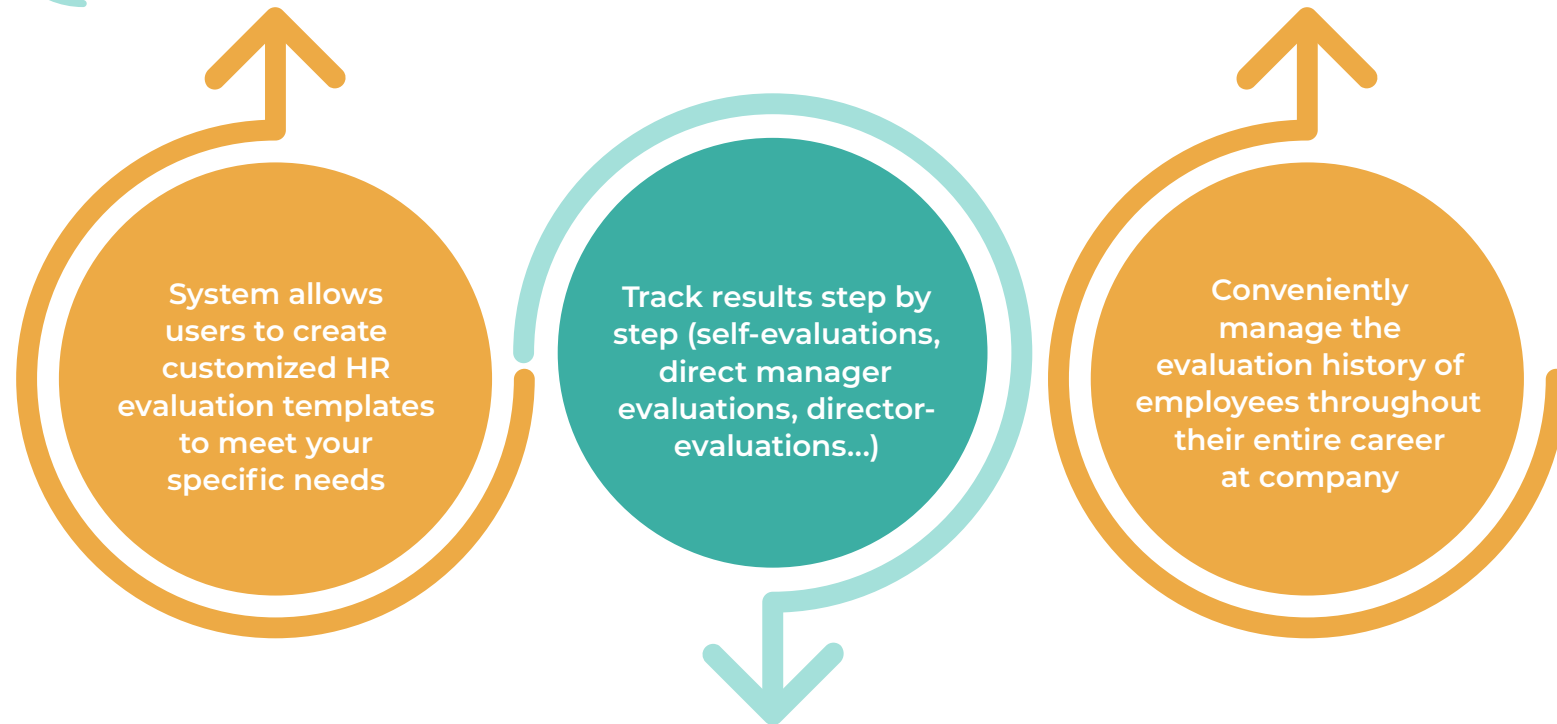 System allows
users to create
customized HR
evaluation templates
to meet your
specific needs
Track results step by
step (self-evaluations,
direct manager
evaluations, director-
evaluations...)
Conveniently
manage the
evaluation history of
employees throughout
their entire career
at company